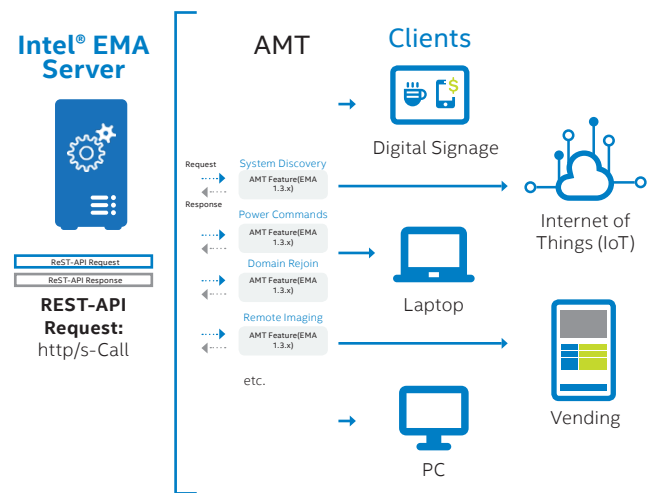 Intel® EMA
Server
ReST-API Request
ReST-API Response
REST-API
Request:
http/s-Call
AMT
Request
Response
System Discovery
AMT Feature(EMA
1.3.x)
Power Commands
AMT Feature(EMA
1.3.x)
Domain Rejoin
AMT Feature(EMA
1.3.x)
Remote Imaging
AMT Feature(EMA
1.3.x)
etc.
Clients
$
Digital Signage
Internet of
Things (IoT)
Laptop
Vending
PC